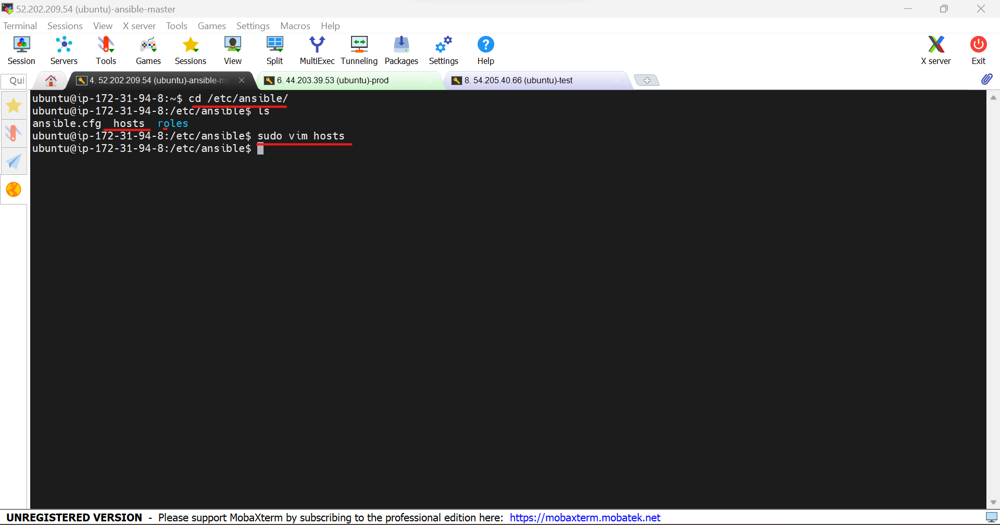 52.202.209.54 (ubuntu)-ansible-master
Terminal Sessions View X server Tools Games Settings Macros Help
Session Servers Tools Games Sessions View Split MultiExec Tunneling Packages Settings Help X server Exit
Qui 4. 52.202.209.54 (ubuntu)-ansible-ma 6. 44.203.39.53 (ubuntu)-prod 8. 54.205.40.66 (ubuntu)-test
ubuntu@ip-172-31-94-8:~$ cd /etc/ansible/
ubuntu@ip-172-31-94-8:/etc/ansible$ ls
ansible.cfg hosts roles
ubuntu@ip-172-31-94-8:/etc/ansible$ sudo vim hosts
ubuntu@ip-172-31-94-8:/etc/ansible$
UNREGISTERED VERSION - Please support MobaXterm by subscribing to the professional edition here: https://mobaxterm.mobatek.net